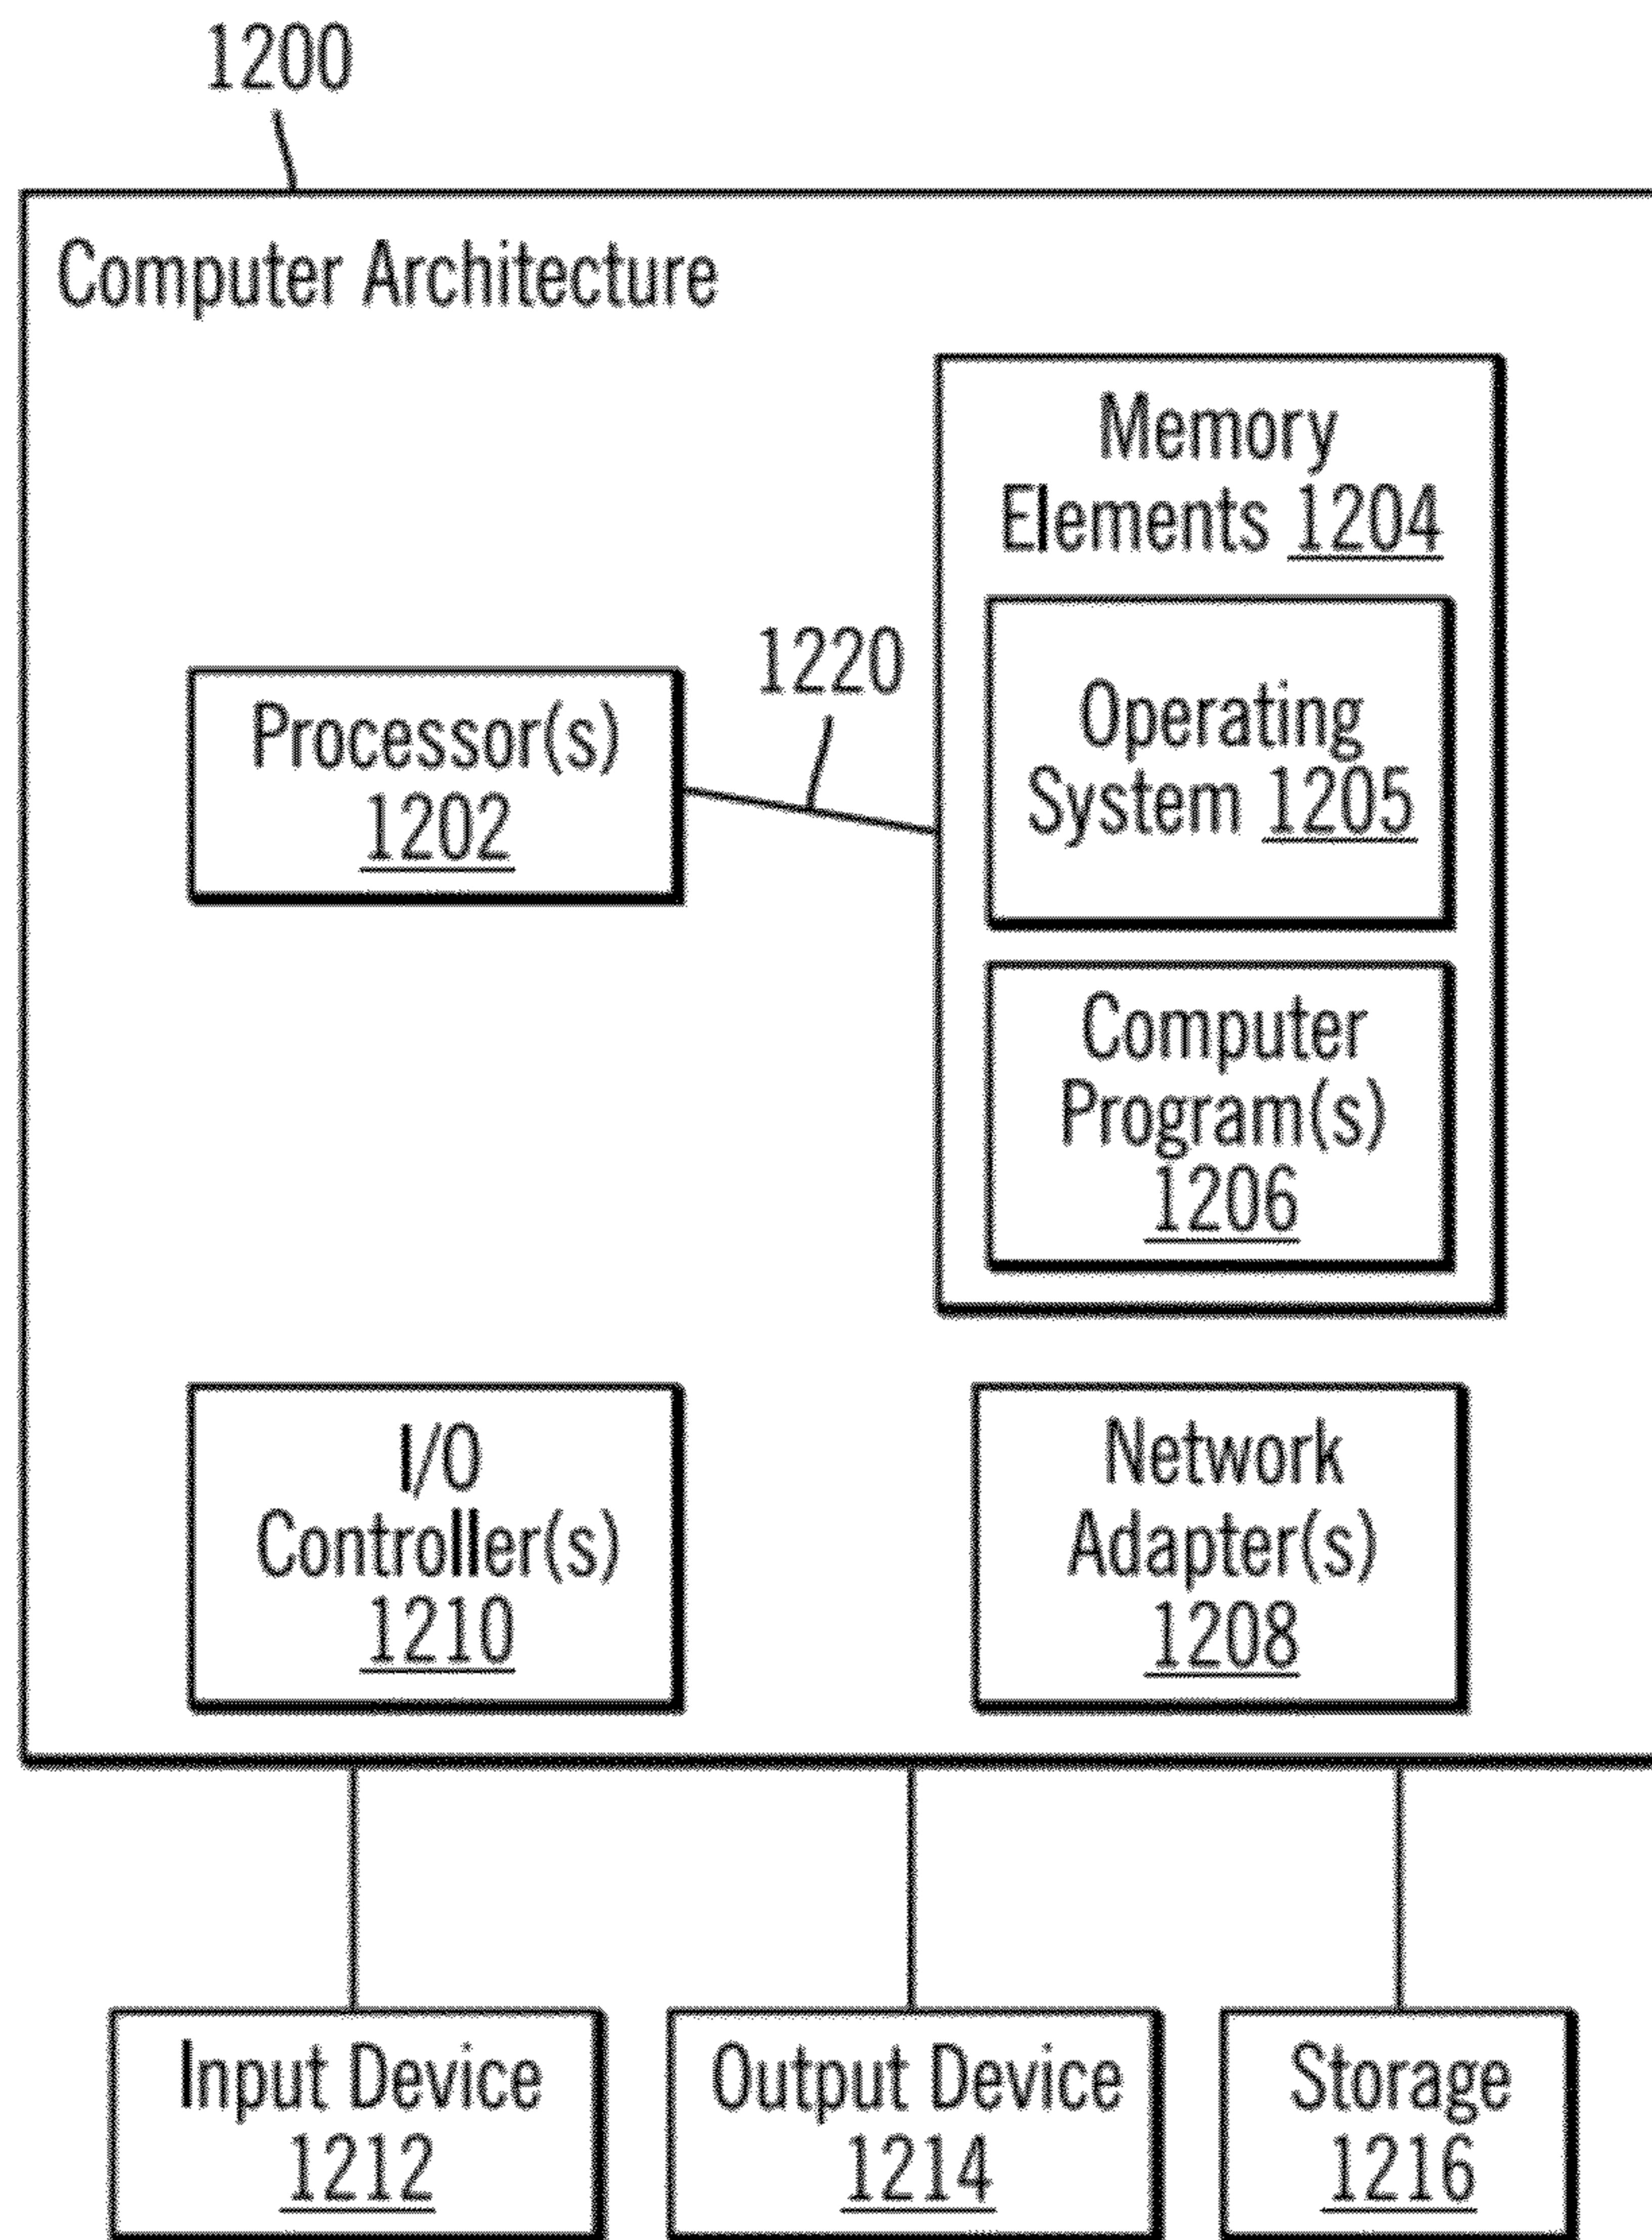 1200
Computer Architecture
Memory
Elements 1204
Operating
System 1205
1220
Processor(s)
1202
Computer
Program(s)
1206
I/O
Controller(s)
1210
Network
Adapter(s)
1208
Input Device
1212
Output Device
1214
Storage
1216